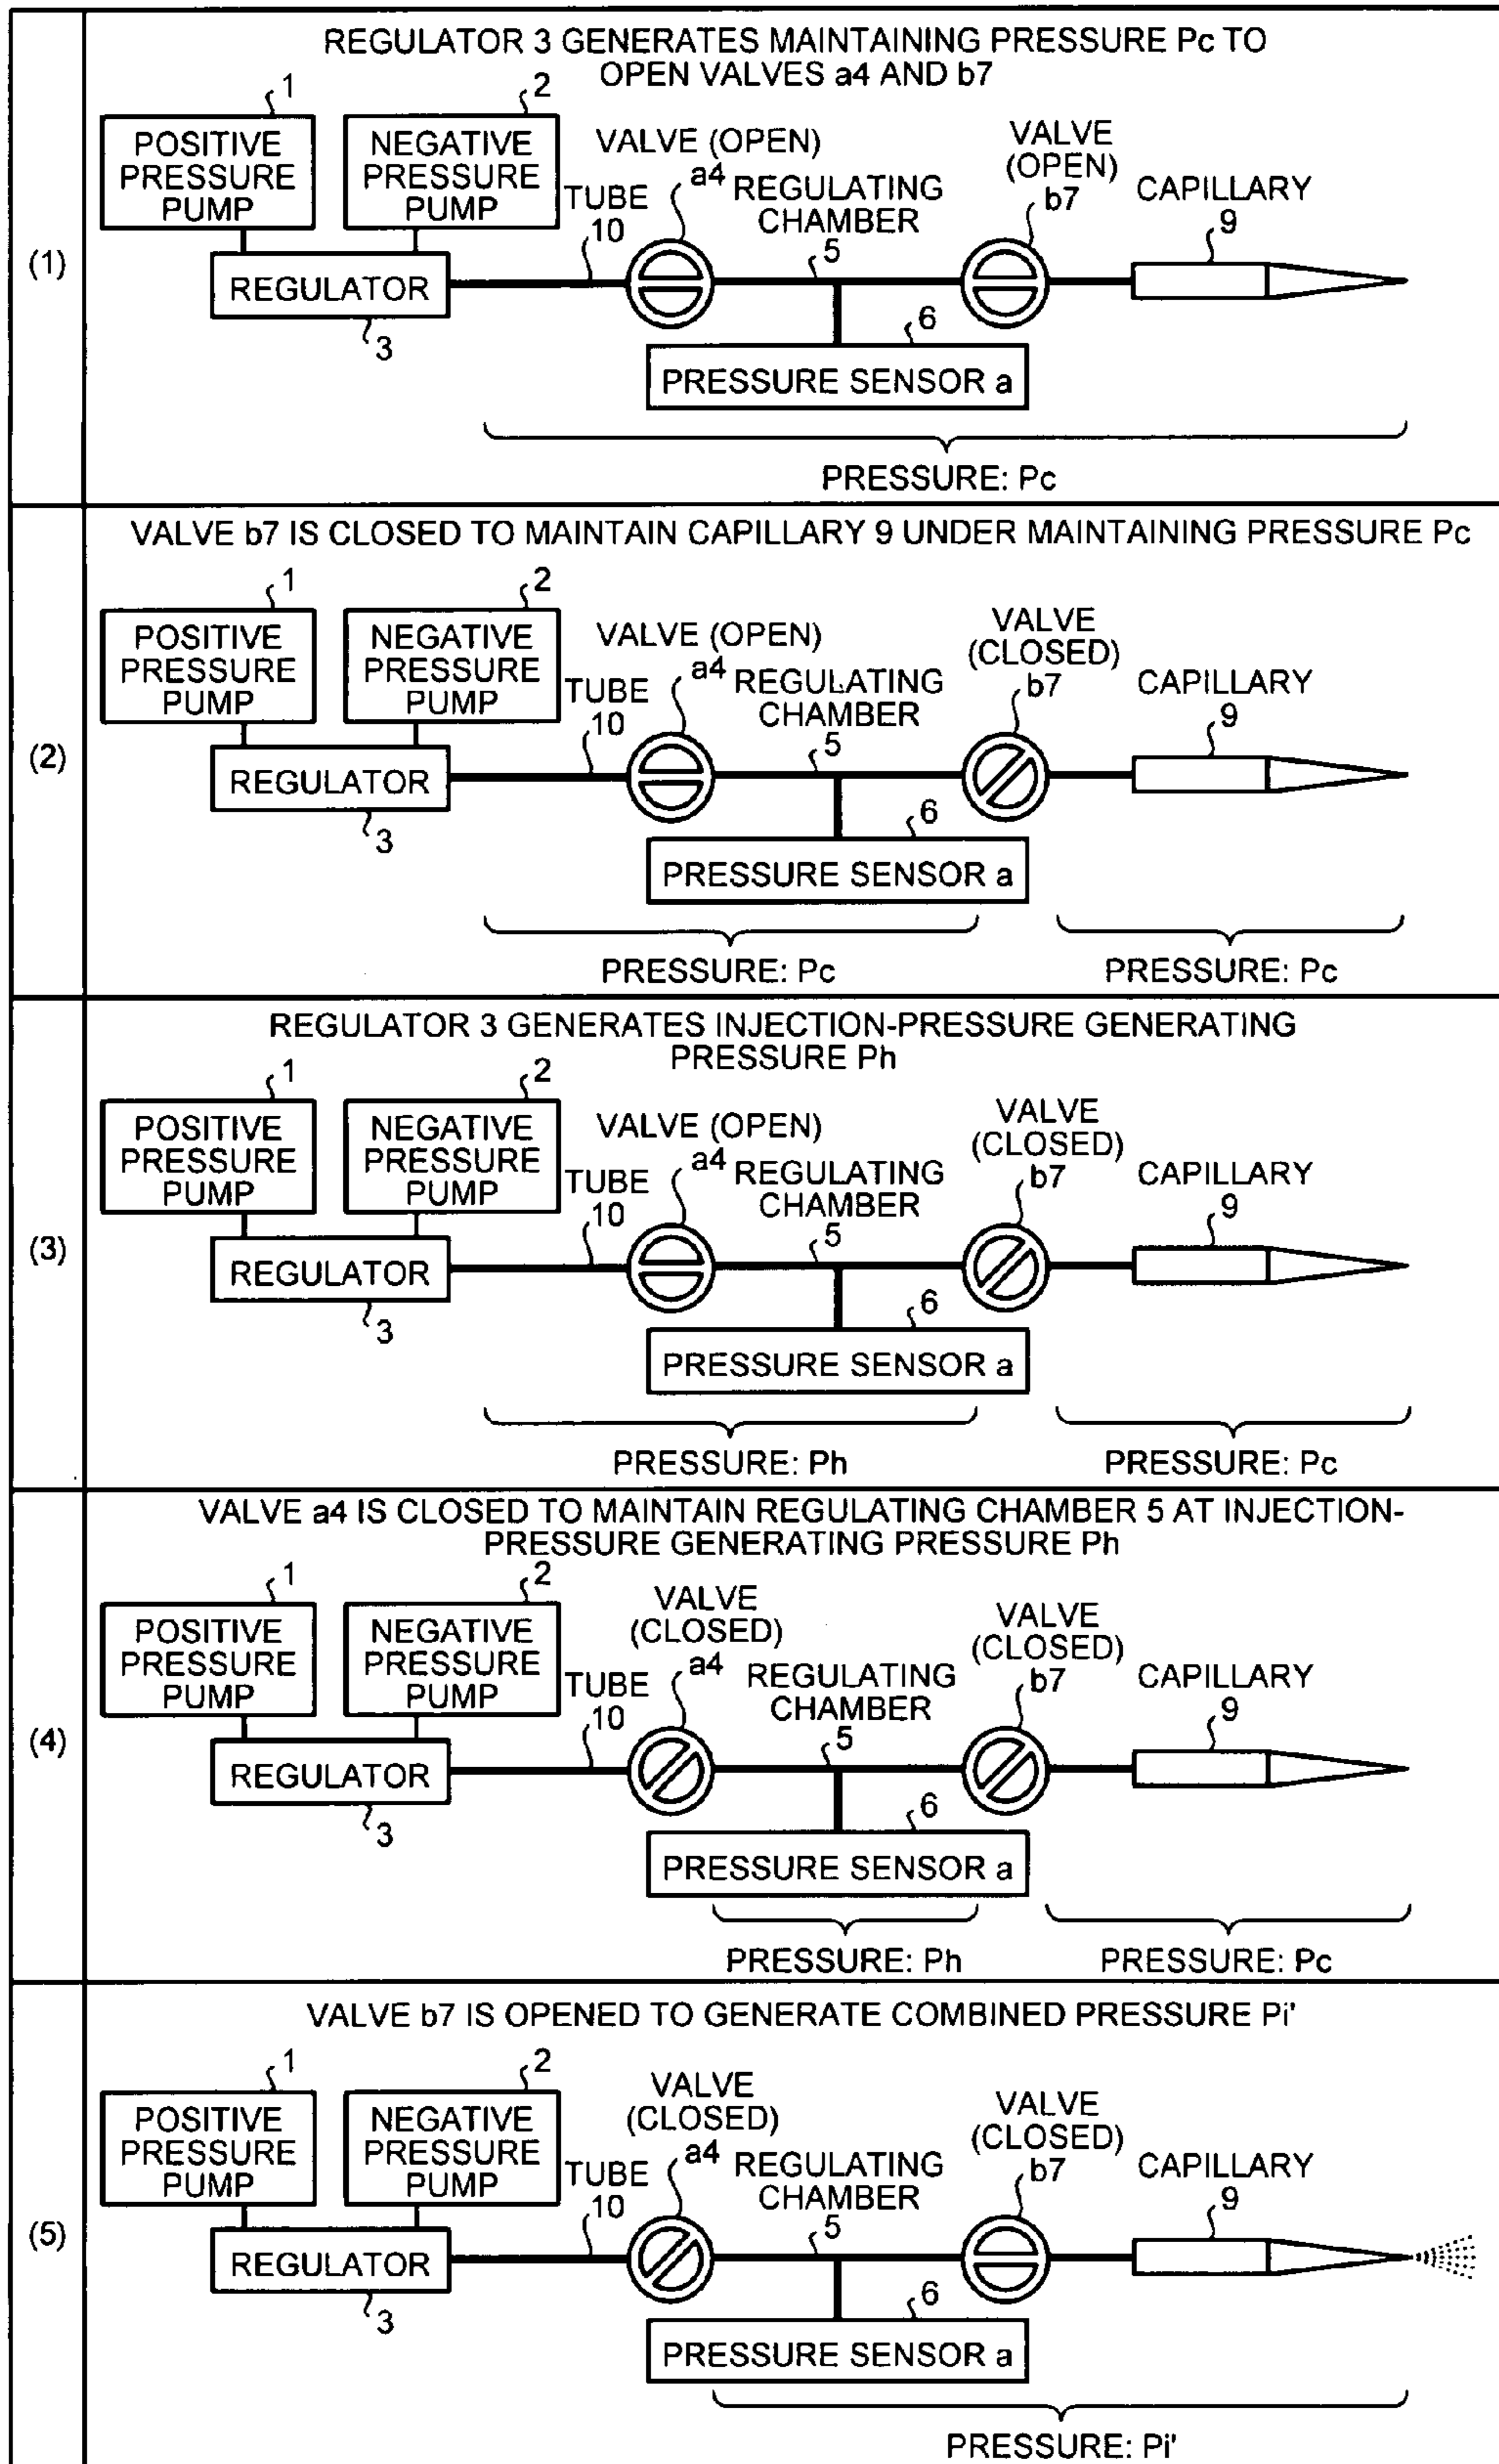 (1)
REGULATOR 3 GENERATES MAINTAINING PRESSURE Pc TO
OPEN VALVES a4 AND b7
1
2
POSITIVE
PRESSURE
PUMP
NEGATIVE
PRESSURE
PUMP
TUBE
10
VALVE (OPEN)
a4
REGULATING
CHAMBER
5
VALVE
(OPEN)
b7
CAPILLARY
9
REGULATOR
3
6
PRESSURE SENSOR a
PRESSURE: Pc
(2)
VALVE b7 IS CLOSED TO MAINTAIN CAPILLARY 9 UNDER MAINTAINING PRESSURE Pc
1
2
POSITIVE
PRESSURE
PUMP
NEGATIVE
PRESSURE
PUMP
TUBE
10
VALVE (OPEN)
a4
REGULATING
CHAMBER
5
VALVE
(CLOSED)
b7
CAPILLARY
9
REGULATOR
3
6
PRESSURE SENSOR a
PRESSURE: Pc
PRESSURE: Pc
(3)
REGULATOR 3 GENERATES INJECTION-PRESSURE GENERATING
PRESSURE Ph
1
2
POSITIVE
PRESSURE
PUMP
NEGATIVE
PRESSURE
PUMP
TUBE
10
VALVE (OPEN)
a4
REGULATING
CHAMBER
5
VALVE
(CLOSED)
b7
CAPILLARY
9
REGULATOR
3
6
PRESSURE SENSOR a
PRESSURE: Ph
PRESSURE: Pc
(4)
VALVE a4 IS CLOSED TO MAINTAIN REGULATING CHAMBER 5 AT INJECTION-
PRESSURE GENERATING PRESSURE Ph
1
2
POSITIVE
PRESSURE
PUMP
NEGATIVE
PRESSURE
PUMP
TUBE
10
VALVE
(CLOSED)
a4
REGULATING
CHAMBER
5
VALVE
(CLOSED)
b7
CAPILLARY
9
REGULATOR
3
6
PRESSURE SENSOR a
PRESSURE: Ph
PRESSURE: Pc
(5)
VALVE b7 IS OPENED TO GENERATE COMBINED PRESSURE Pi'
1
2
POSITIVE
PRESSURE
PUMP
NEGATIVE
PRESSURE
PUMP
TUBE
10
VALVE
(CLOSED)
a4
REGULATING
CHAMBER
5
VALVE
(CLOSED)
b7
CAPILLARY
9
REGULATOR
3
6
PRESSURE SENSOR a
PRESSURE: Pi'